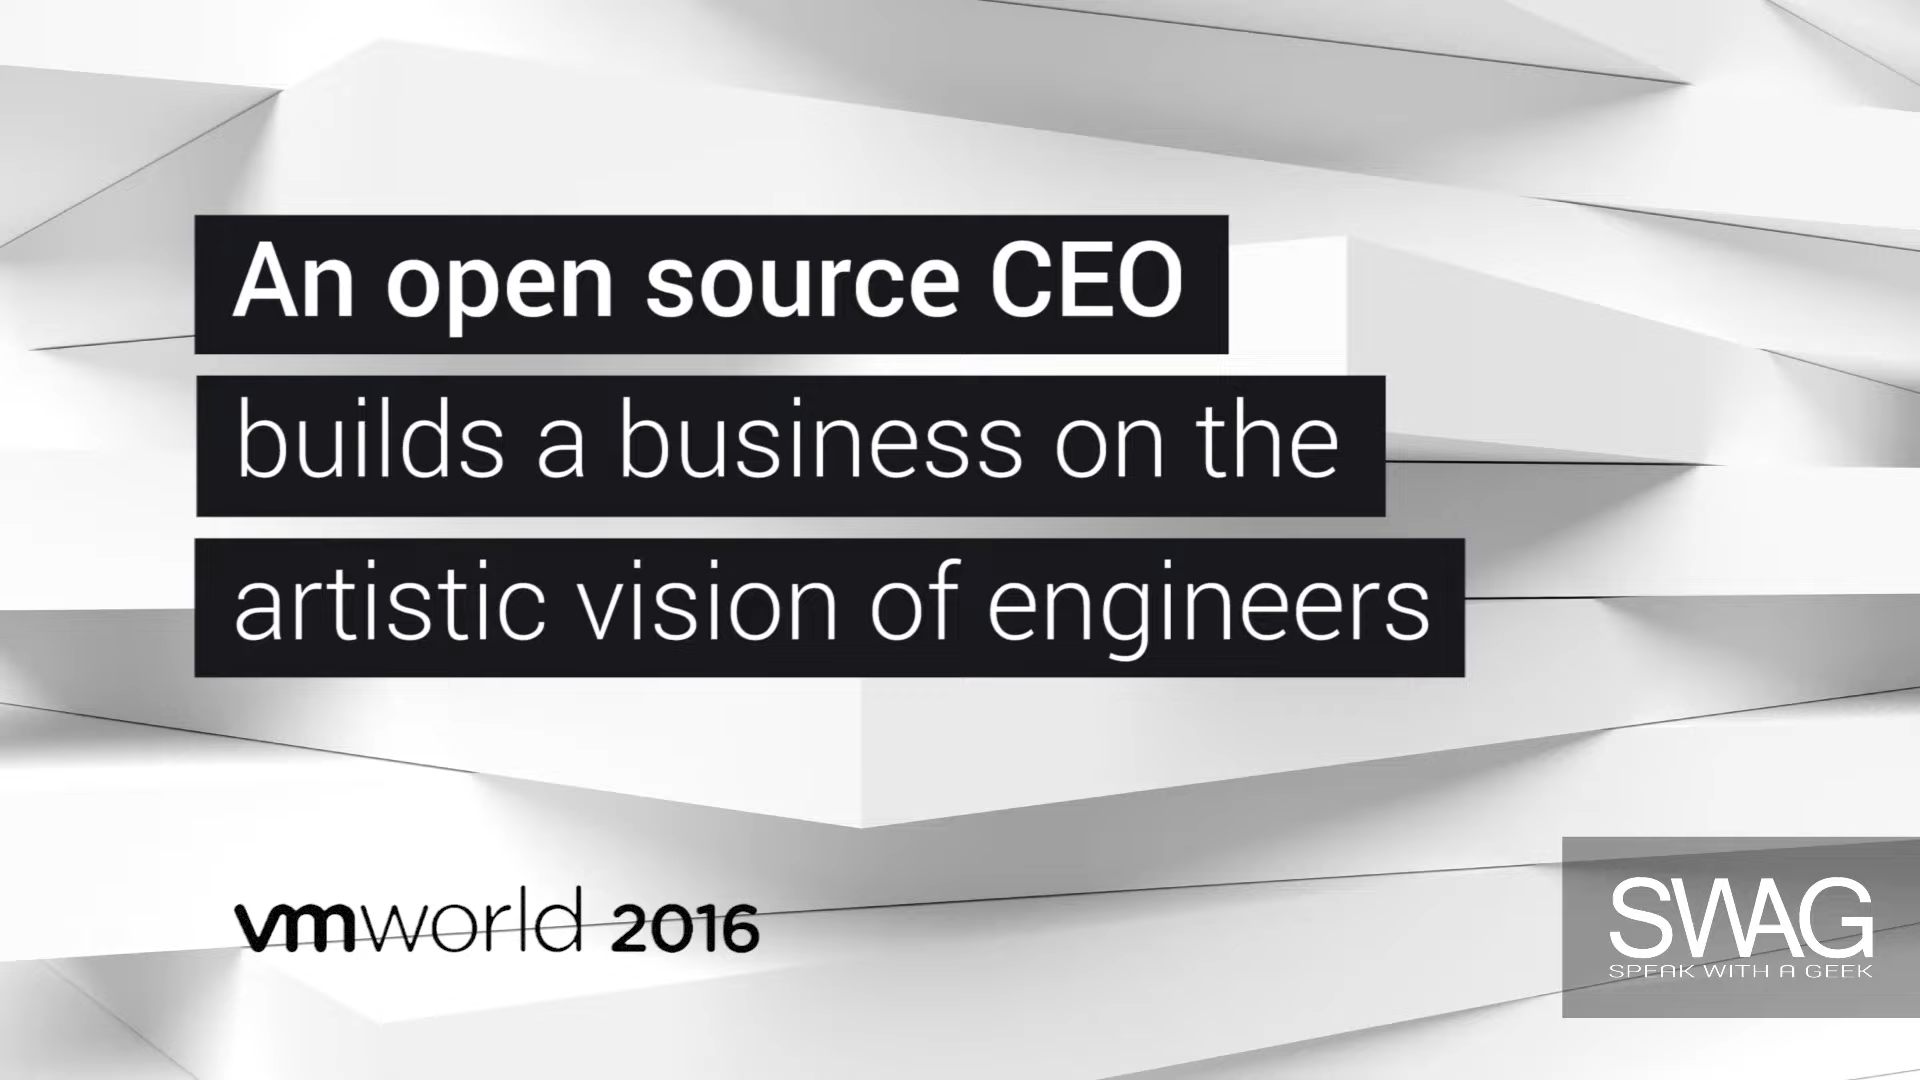 An open source CEO
builds a business on the
artistic vision of engineers
vmworld 2016
SWAG
SPEAK WITH A GEEK